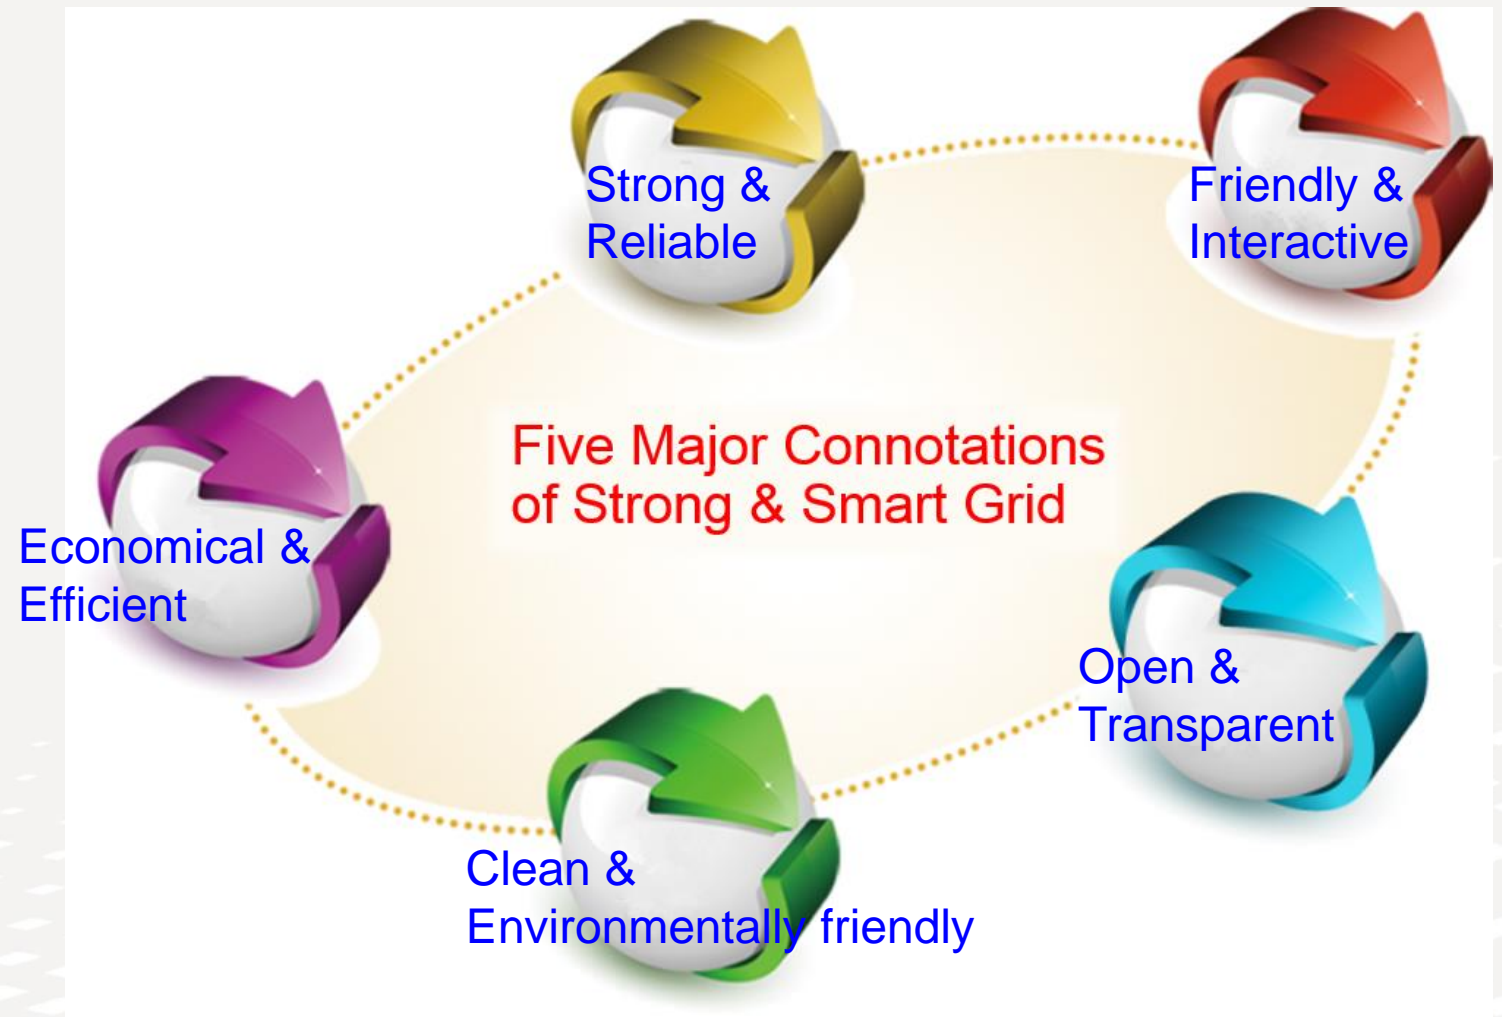 Strong &
Reliable
Friendly &
Interactive
Five Major Connotations
of Strong & Smart Grid
Economical &
Efficient
Open &
Transparent
Clean &
Environmentally friendly